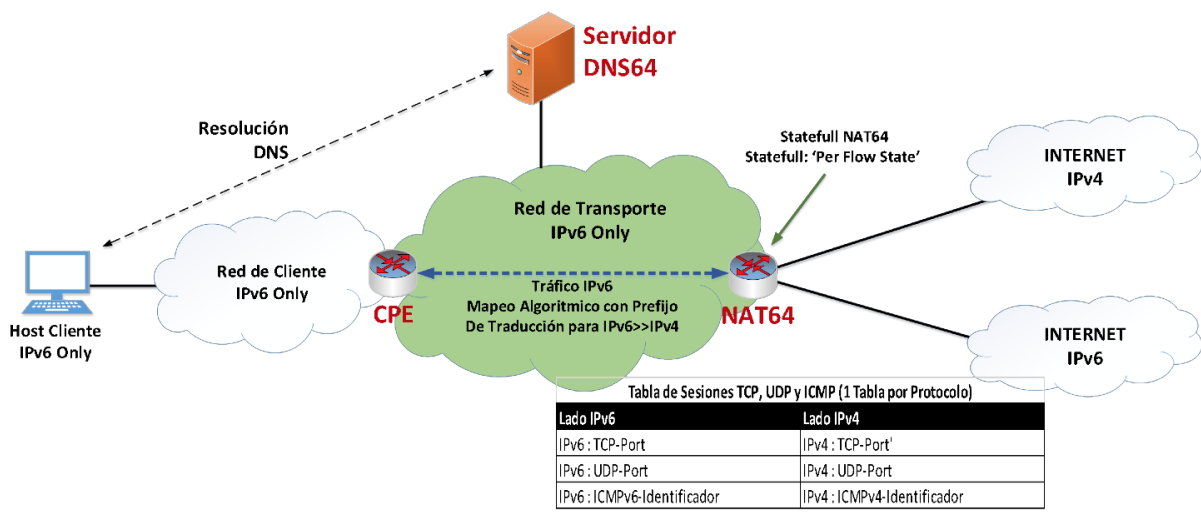 Servidor
DNS64
Resolución
DNS
Statefull NAT64
Statefull: ‘Per Flow State’
INTERNET
IPv4
Red de Transporte
IPv6 Only
Red de Cliente
IPv6 Only
Tráfico IPv6
Mapeo Algoritmico con Prefijo
De Traducción para IPv6>>IPv4
CPE
NAT64
Host Cliente
IPv6 Only
INTERNET
IPv6
Tabla de Sesiones TCP, UDP y ICMP (1 Tabla por Protocolo)
Lado IPv6 Lado IPv4
IPv6 : TCP-Port IPv4 : TCP-Port'
IPv6 : UDP-Port IPv4 : UDP-Port
IPv6 : ICMPv6-Identificador IPv4 : ICMPv4-Identificador